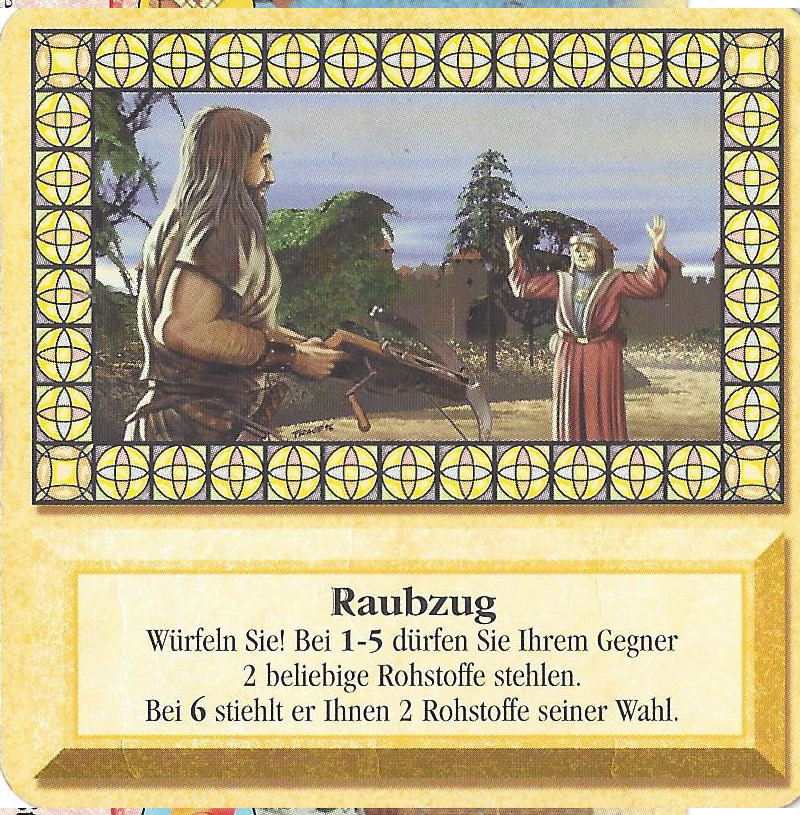 Raubzug
Würfeln Sie! Bei 1-5 dürfen Sie Ihrem Gegner
2 beliebige Rohstoffe stehlen.
Bei 6 stiehlt er Ihnen 2 Rohstoffe seiner Wahl.